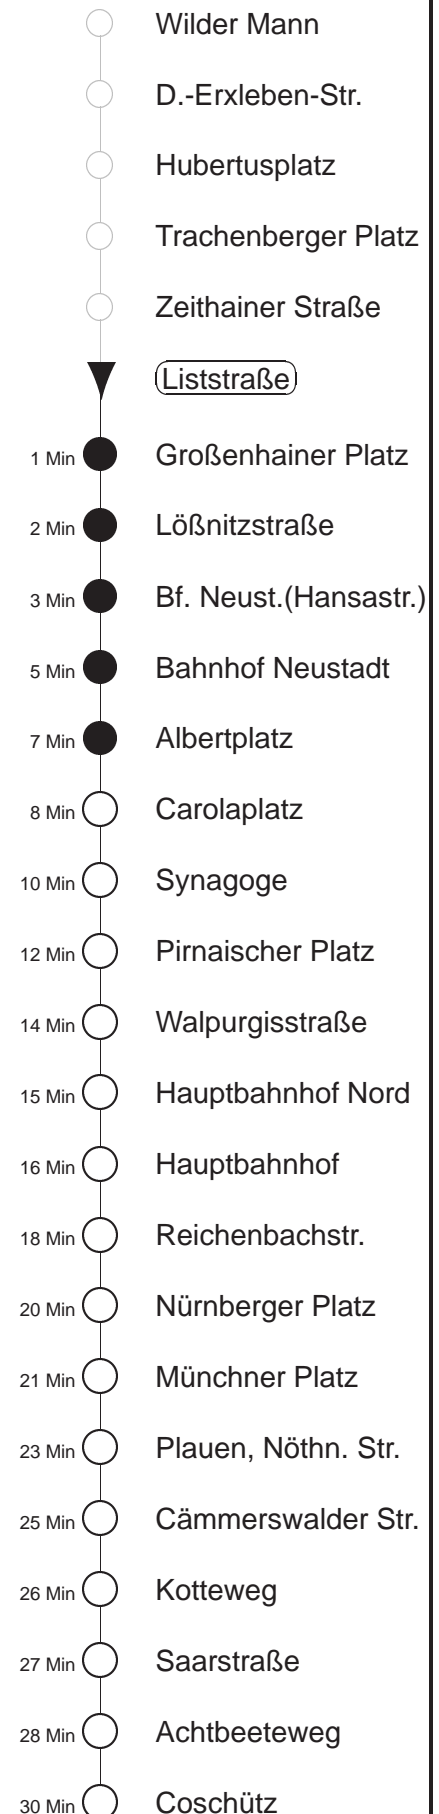 Wilder Mann
D.-Erxleben-Str.
Hubertusplatz
Trachenberger Platz
Zeithainer Straße
Liststraße
1 Min Großenhainer Platz
2 Min Lößnitzstraße
3 Min Bf. Neust.(Hansastr.)
5 Min Bahnhof Neustadt
7 Min Albertplatz
8 Min Carolaplatz
10 Min Synagoge
12 Min Pirnaischer Platz
14 Min Walpurgisstraße
15 Min Hauptbahnhof Nord
16 Min Hauptbahnhof
18 Min Reichenbachstr.
20 Min Nürnberger Platz
21 Min Münchner Platz
23 Min Plauen, Nöthn. Str.
25 Min Cämmerswalder Str.
26 Min Kotteweg
27 Min Saarstraße
28 Min Achtbeeteweg
30 Min Coschütz